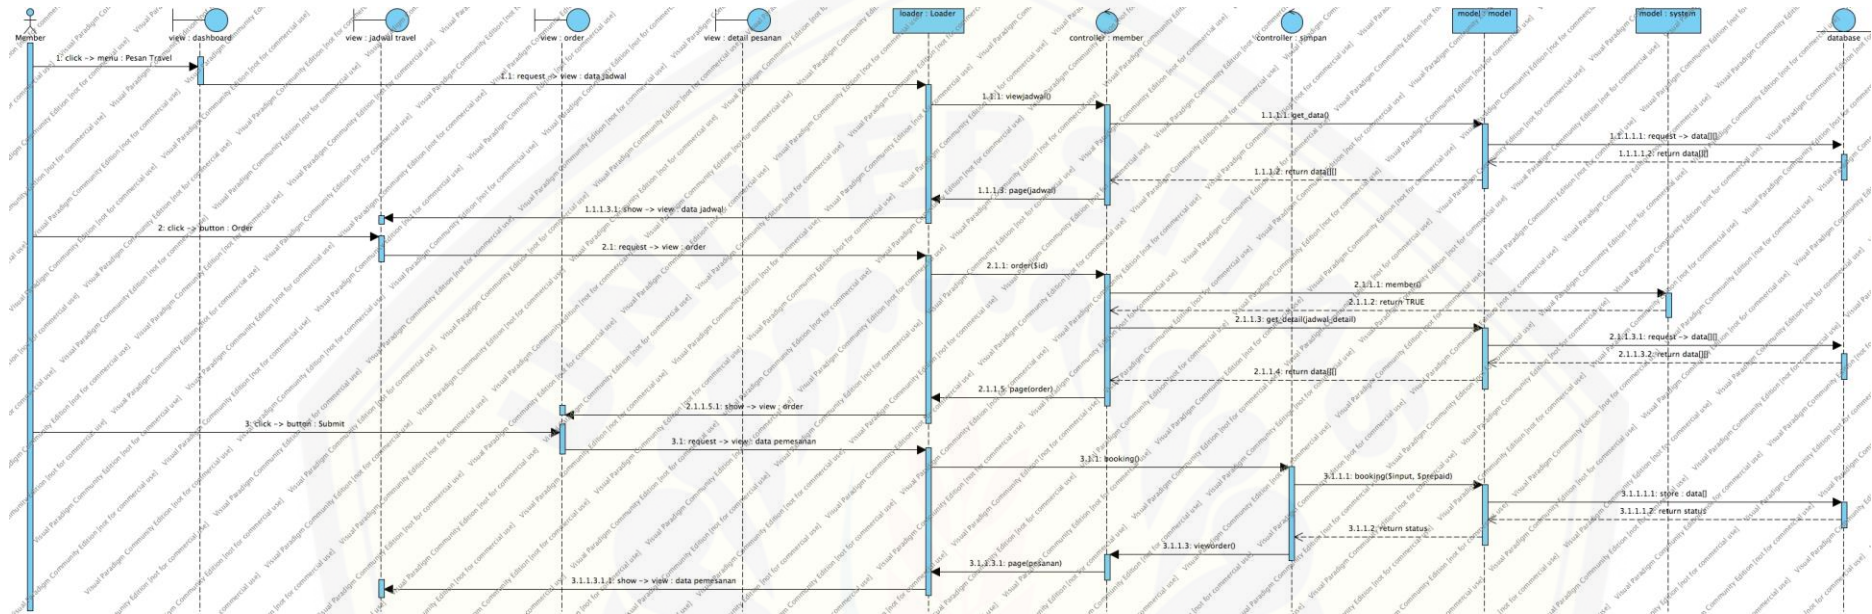 Member
view : dashboard
view : jadwal travel
view : order
view : detail pesanan
loader : Loader
controller : member
controller : simpan
model : model
model : system
database
1: click -> menu : Pesan Travel
1.1: request -> view : data jadwal
1.1.1: viewjadwal()
1.1.1.1: get_data()
1.1.1.1.1: request -> data[][]
1.1.1.1.2: return data[][]
1.1.1.2: return data[][]
1.1.1.3: page(jadwal)
1.1.1.3.1: show -> view : data jadwal
2: click -> button : Order
2.1: request -> view : order
2.1.1: order($id)
2.1.1.1: member()
2.1.1.2: return TRUE
2.1.1.3: get_detail(jadwal_detail)
2.1.1.3.1: request -> data[][]
2.1.1.3.2: return data[][]
2.1.1.4: return data[][]
2.1.1.5: page(order)
2.1.1.5.1: show -> view : order
3: click -> button : Submit
3.1: request -> view : data pemesanan
3.1.1: booking()
3.1.1.1: booking($input, $prepaid)
3.1.1.1.1: store : data[]
3.1.1.1.2: return status
3.1.1.2: return status
3.1.1.3: vieworder()
3.1.1.3.1: page(pesanan)
3.1.1.3.1.1: show -> view : data pemesanan
Visual Paradigm Community Edition [not for commercial use]